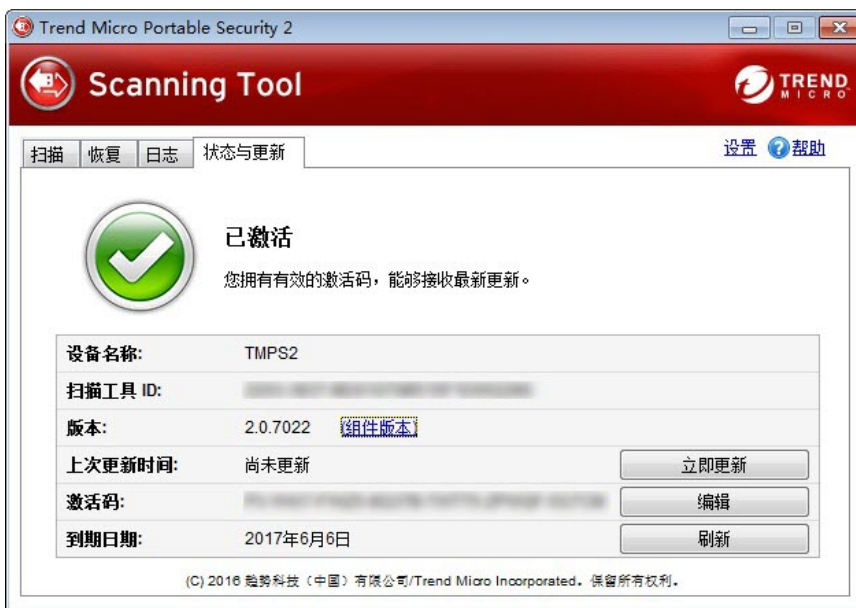 Trend Micro Portable Security 2
Scanning Tool
TREND
MICRO
扫描 恢复 日志 状态与更新 设置 ?帮助
已激活
您拥有有效的激活码，能够接收最新更新。
设备名称: TMPS2
扫描工具 ID:
版本: 2.0.7022 (组件版本)
上次更新时间: 尚未更新 立即更新
激活码: 编辑
到期日期: 2017年6月6日 刷新
(C) 2016 趋势科技（中国）有限公司/Trend Micro Incorporated。保留所有权利。